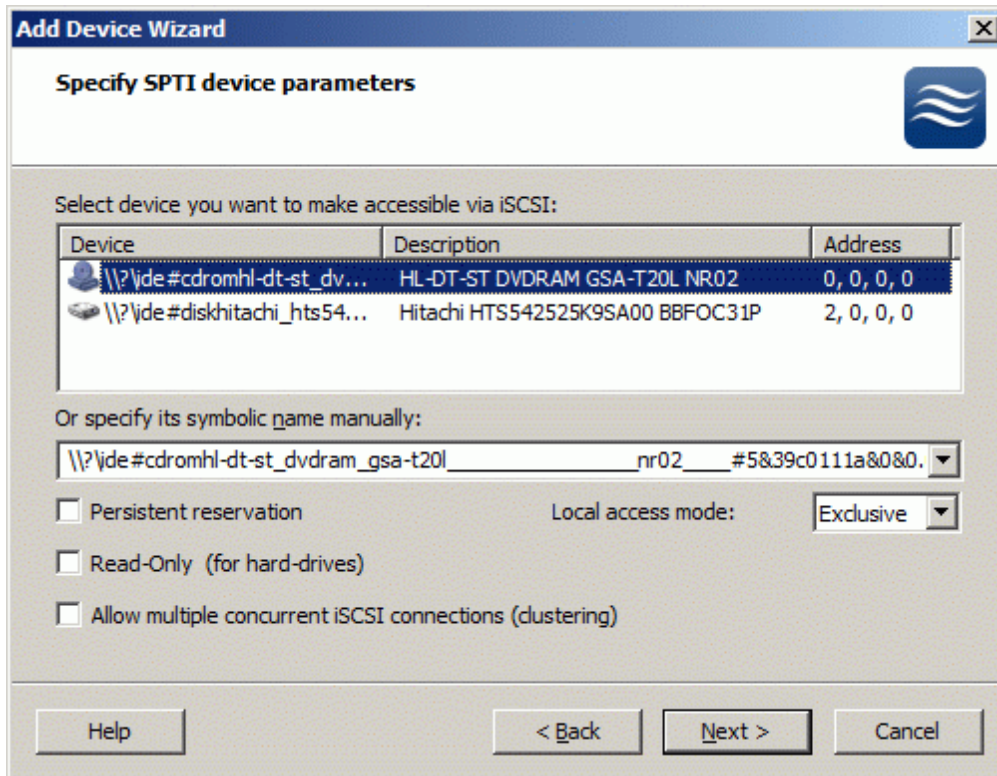 Add Device Wizard
Specify SPTI device parameters
Select device you want to make accessible via iSCSI:
Device Description Address
\\?\ide#cdromhl-dt-st_dv... HL-DT-ST DVDRAM GSA-T20L NR02 0, 0, 0, 0
\\?\ide#diskhitachi_hts54... Hitachi HTS542525K9SA00 BBFOC31P 2, 0, 0, 0
Or specify its symbolic name manually:
\\?\ide#cdromhl-dt-st_dvdram_gsa-t20l________________nr02____#5&39c0111a&0&0.
Persistent reservation Local access mode: Exclusive
Read-Only (for hard-drives)
Allow multiple concurrent iSCSI connections (clustering)
Help < Back Next > Cancel